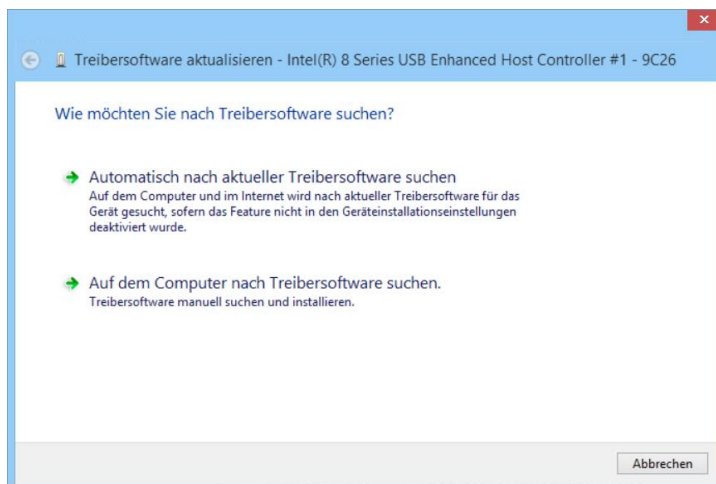 Treibersoftware aktualisieren - Intel(R) 8 Series USB Enhanced Host Controller #1 - 9C26
Wie möchten Sie nach Treibersoftware suchen?
Automatisch nach aktueller Treibersoftware suchen
Auf dem Computer und im Internet wird nach aktueller Treibersoftware für das
Gerät gesucht, sofern das Feature nicht in den Geräteinstallationseinstellungen
deaktiviert wurde.
Auf dem Computer nach Treibersoftware suchen.
Treibersoftware manuell suchen und installieren.
Abbrechen